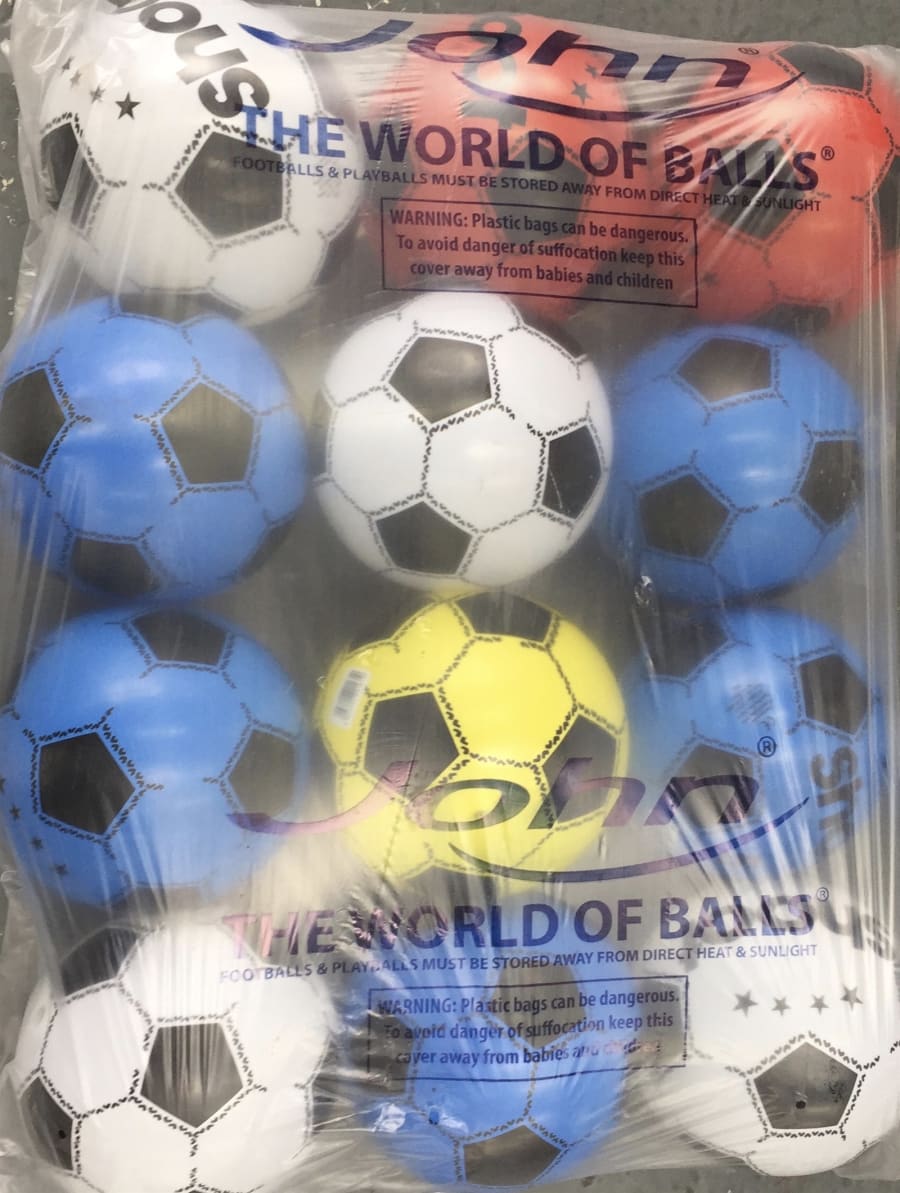 John®
THE WORLD OF BALLS®
FOOTBALLS & PLAYBALLS MUST BE STORED AWAY FROM DIRECT HEAT & SUNLIGHT
WARNING: Plastic bags can be dangerous.
To avoid danger of suffocation keep this
cover away from babies and children
John®
THE WORLD OF BALLS®
FOOTBALLS & PLAYBALLS MUST BE STORED AWAY FROM DIRECT HEAT & SUNLIGHT
WARNING: Plastic bags can be dangerous.
To avoid danger of suffocation keep this
cover away from babies and children